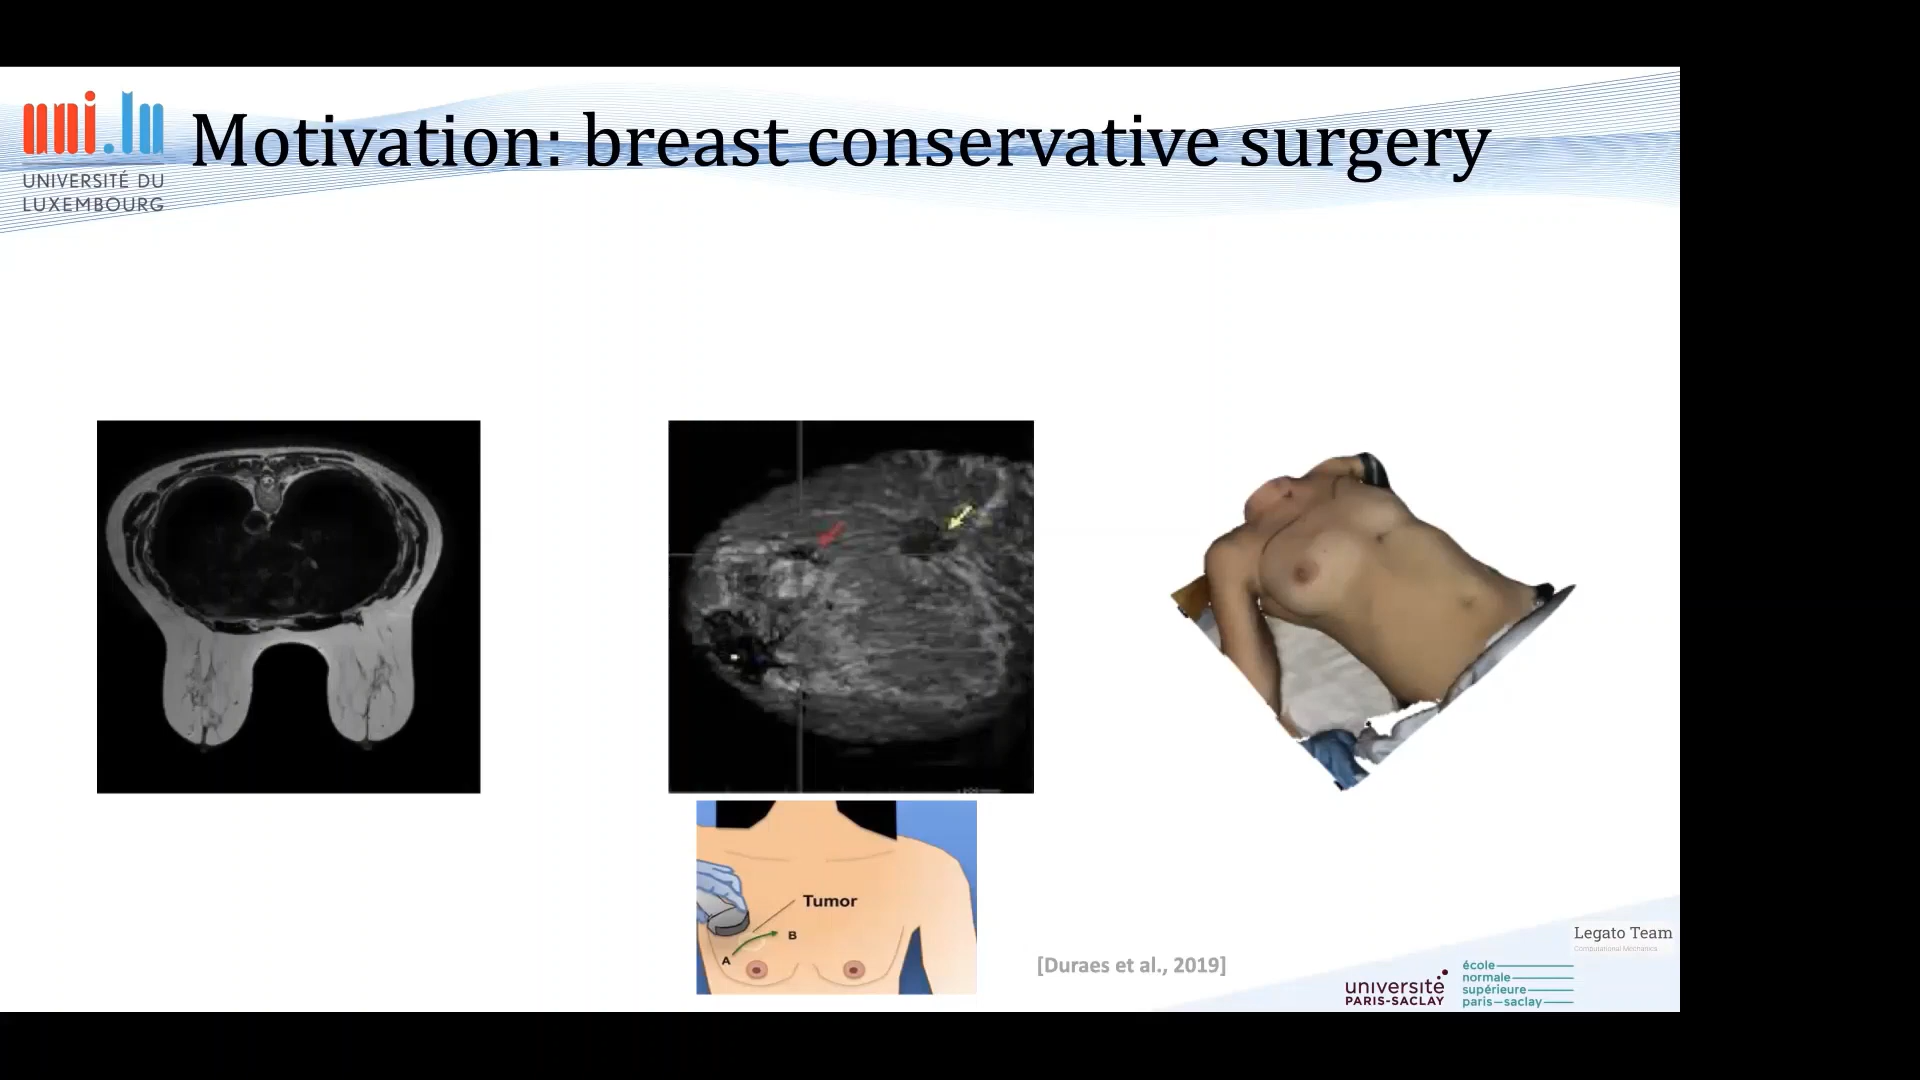 uni.lu
UNIVERSITÉ DU
LUXEMBOURG
Motivation: breast conservative surgery
Tumor
B
A
[Duraes et al., 2019]
Legato Team
Computational Mechanics
université
PARIS-SACLAY
école
normale
supérieure
paris-saclay